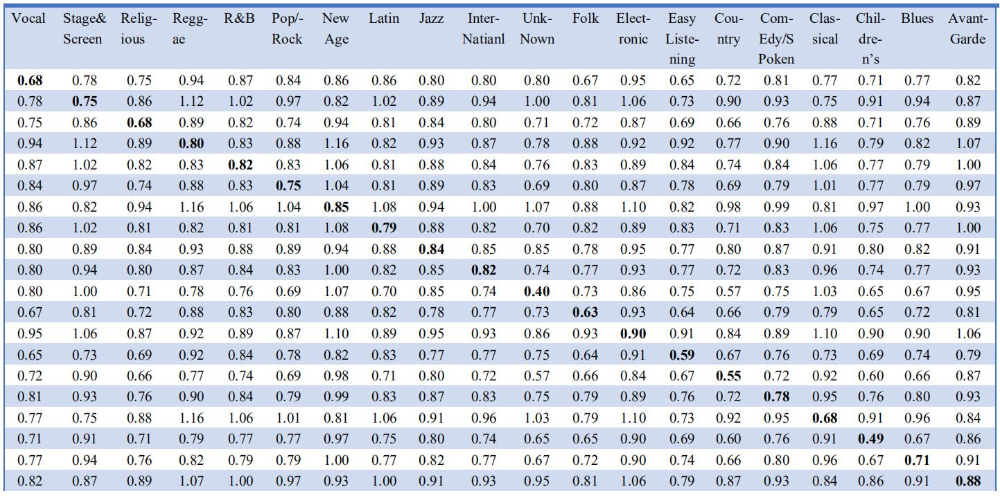 Vocal Stage& Relig- Regg- R&B Pop/- New Latin Jazz Inter- Unk- Folk Elect- Easy Cou- Com- Clas- Chil- Blues Avant-
Screen ious ae Rock Age Natianl Nown ronic Liste- ntry Edy/S sical dre- Garde
ning Poken n’s
0.68 0.78 0.75 0.94 0.87 0.84 0.86 0.86 0.80 0.80 0.80 0.67 0.95 0.65 0.72 0.81 0.77 0.71 0.77 0.82
0.78 0.75 0.86 1.12 1.02 0.97 0.82 1.02 0.89 0.94 1.00 0.81 1.06 0.73 0.90 0.93 0.75 0.91 0.94 0.87
0.75 0.86 0.68 0.89 0.82 0.74 0.94 0.81 0.84 0.80 0.71 0.72 0.87 0.69 0.66 0.76 0.88 0.71 0.76 0.89
0.94 1.12 0.89 0.80 0.83 0.88 1.16 0.82 0.93 0.87 0.78 0.88 0.92 0.92 0.77 0.90 1.16 0.79 0.82 1.07
0.87 1.02 0.82 0.83 0.82 0.83 1.06 0.81 0.88 0.84 0.76 0.83 0.89 0.84 0.74 0.84 1.06 0.77 0.79 1.00
0.84 0.97 0.74 0.88 0.83 0.75 1.04 0.81 0.89 0.83 0.69 0.80 0.87 0.78 0.69 0.79 1.01 0.77 0.79 0.97
0.86 0.82 0.94 1.16 1.06 1.04 0.85 1.08 0.94 1.00 1.07 0.88 1.10 0.82 0.98 0.99 0.81 0.97 1.00 0.93
0.86 1.02 0.81 0.82 0.81 0.81 1.08 0.79 0.88 0.82 0.70 0.82 0.89 0.83 0.71 0.83 1.06 0.75 0.77 1.00
0.80 0.89 0.84 0.93 0.88 0.89 0.94 0.88 0.84 0.85 0.85 0.78 0.95 0.77 0.80 0.87 0.91 0.80 0.82 0.91
0.80 0.94 0.80 0.87 0.84 0.83 1.00 0.82 0.85 0.82 0.74 0.77 0.93 0.77 0.72 0.83 0.96 0.74 0.77 0.93
0.80 1.00 0.71 0.78 0.76 0.69 1.07 0.70 0.85 0.74 0.40 0.73 0.86 0.75 0.57 0.75 1.03 0.65 0.67 0.95
0.67 0.81 0.72 0.88 0.83 0.80 0.88 0.82 0.78 0.77 0.73 0.63 0.93 0.64 0.66 0.79 0.79 0.65 0.72 0.81
0.95 1.06 0.87 0.92 0.89 0.87 1.10 0.89 0.95 0.93 0.86 0.93 0.90 0.91 0.84 0.89 1.10 0.90 0.90 1.06
0.65 0.73 0.69 0.92 0.84 0.78 0.82 0.83 0.77 0.77 0.75 0.64 0.91 0.59 0.67 0.76 0.73 0.69 0.74 0.79
0.72 0.90 0.66 0.77 0.74 0.69 0.98 0.71 0.80 0.72 0.57 0.66 0.84 0.67 0.55 0.72 0.92 0.60 0.66 0.87
0.81 0.93 0.76 0.90 0.84 0.79 0.99 0.83 0.87 0.83 0.75 0.79 0.89 0.76 0.72 0.78 0.95 0.76 0.80 0.93
0.77 0.75 0.88 1.16 1.06 1.01 0.81 1.06 0.91 0.96 1.03 0.79 1.10 0.73 0.92 0.95 0.68 0.91 0.96 0.84
0.71 0.91 0.71 0.79 0.77 0.77 0.97 0.75 0.80 0.74 0.65 0.65 0.90 0.69 0.60 0.76 0.91 0.49 0.67 0.86
0.77 0.94 0.76 0.82 0.79 0.79 1.00 0.77 0.82 0.77 0.67 0.72 0.90 0.74 0.66 0.80 0.96 0.67 0.71 0.91
0.82 0.87 0.89 1.07 1.00 0.97 0.93 1.00 0.91 0.93 0.95 0.81 1.06 0.79 0.87 0.93 0.84 0.86 0.91 0.88